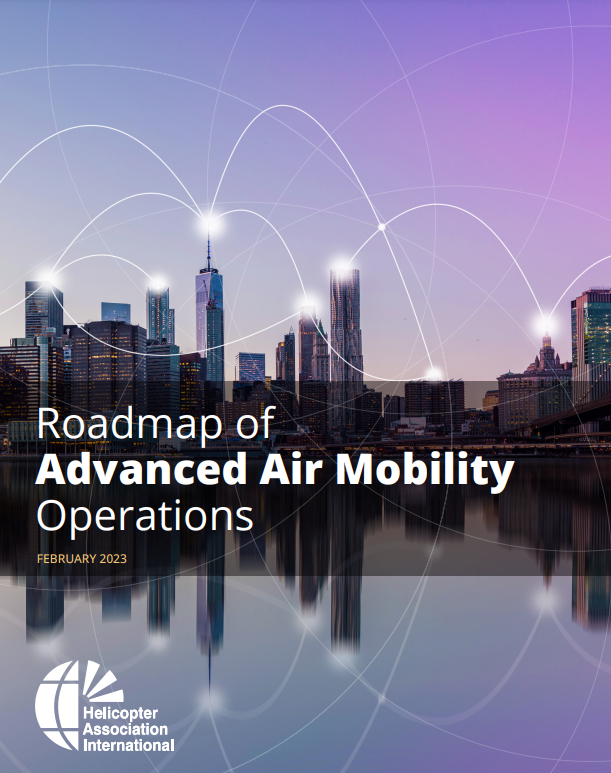 Roadmap of
Advanced Air Mobility
Operations
FEBRUARY 2023
Helicopter
Association
International